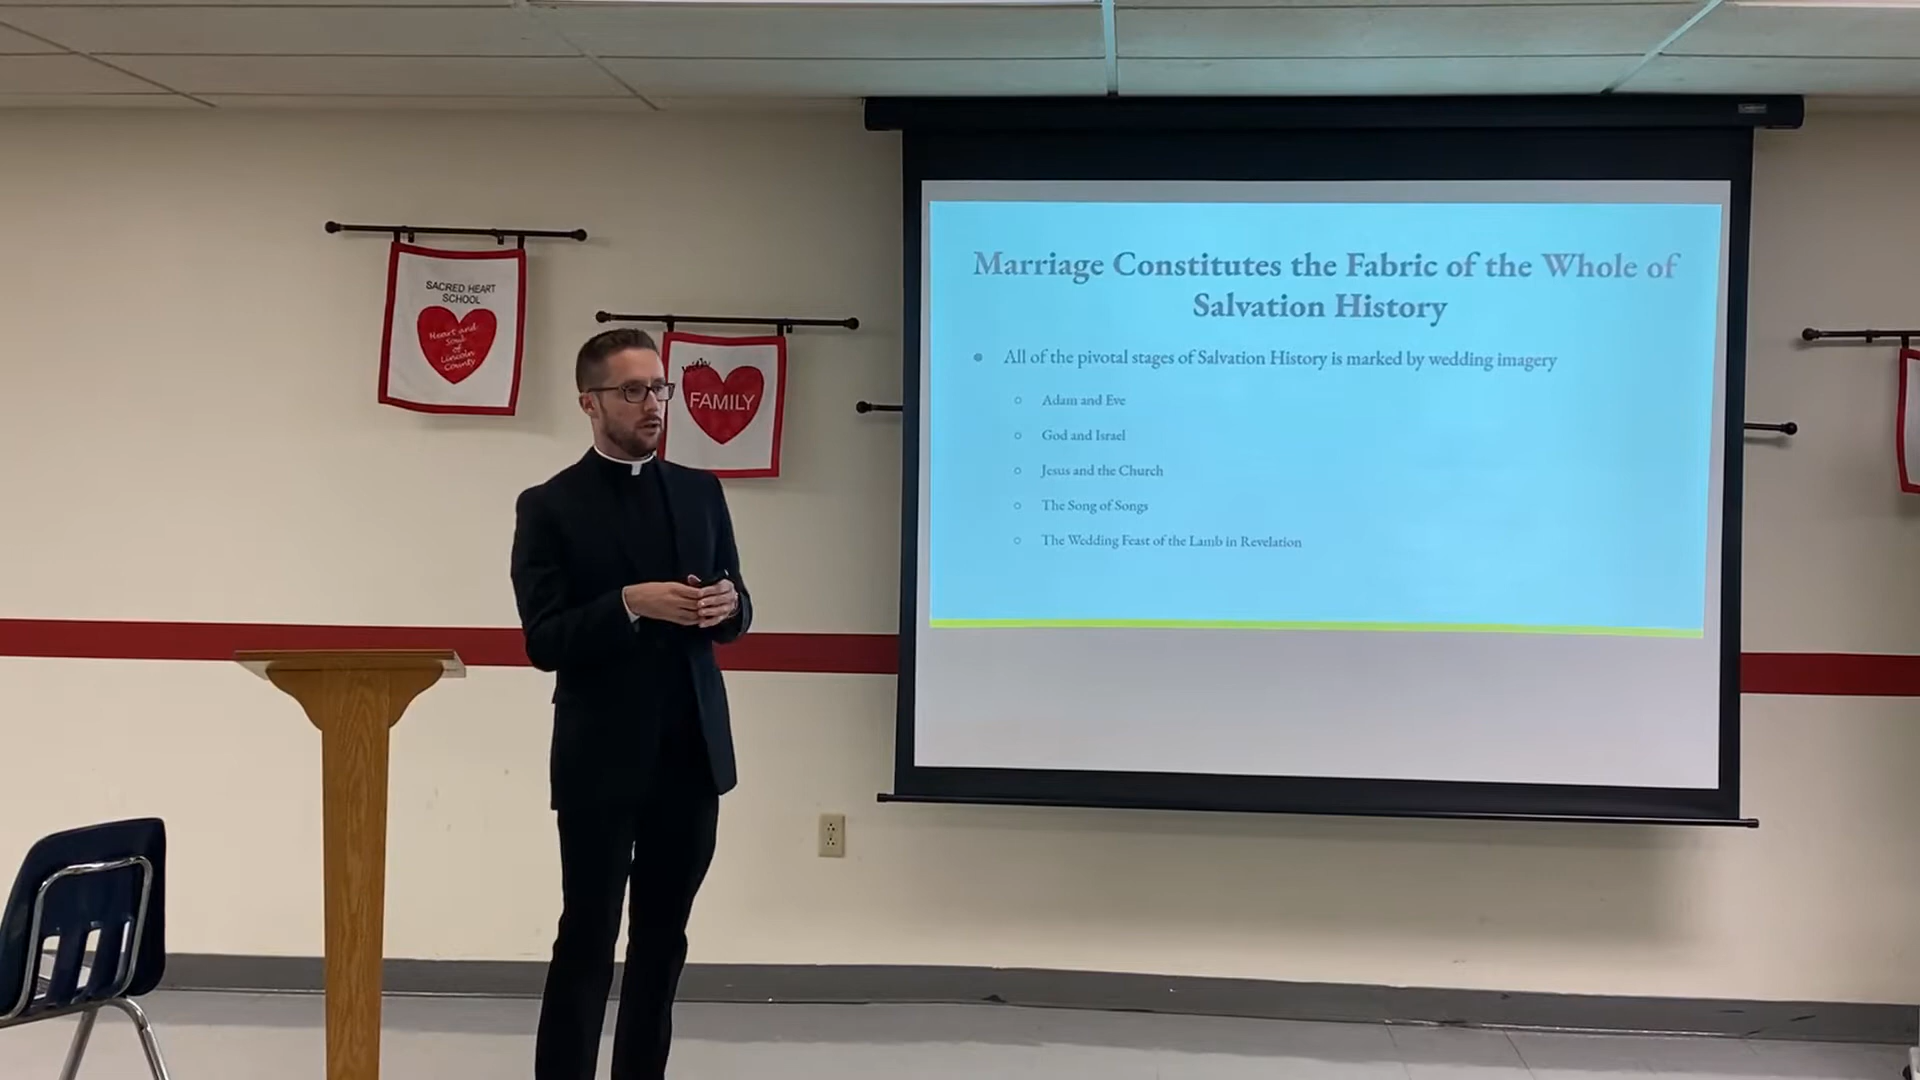 SACRED HEART
SCHOOL
Heart and
Soul
of
Lincoln
County
FAMILY
Marriage Constitutes the Fabric of the Whole of
Salvation History
All of the pivotal stages of Salvation History is marked by wedding imagery
Adam and Eve
God and Israel
Jesus and the Church
The Song of Songs
The Wedding Feast of the Lamb in Revelation